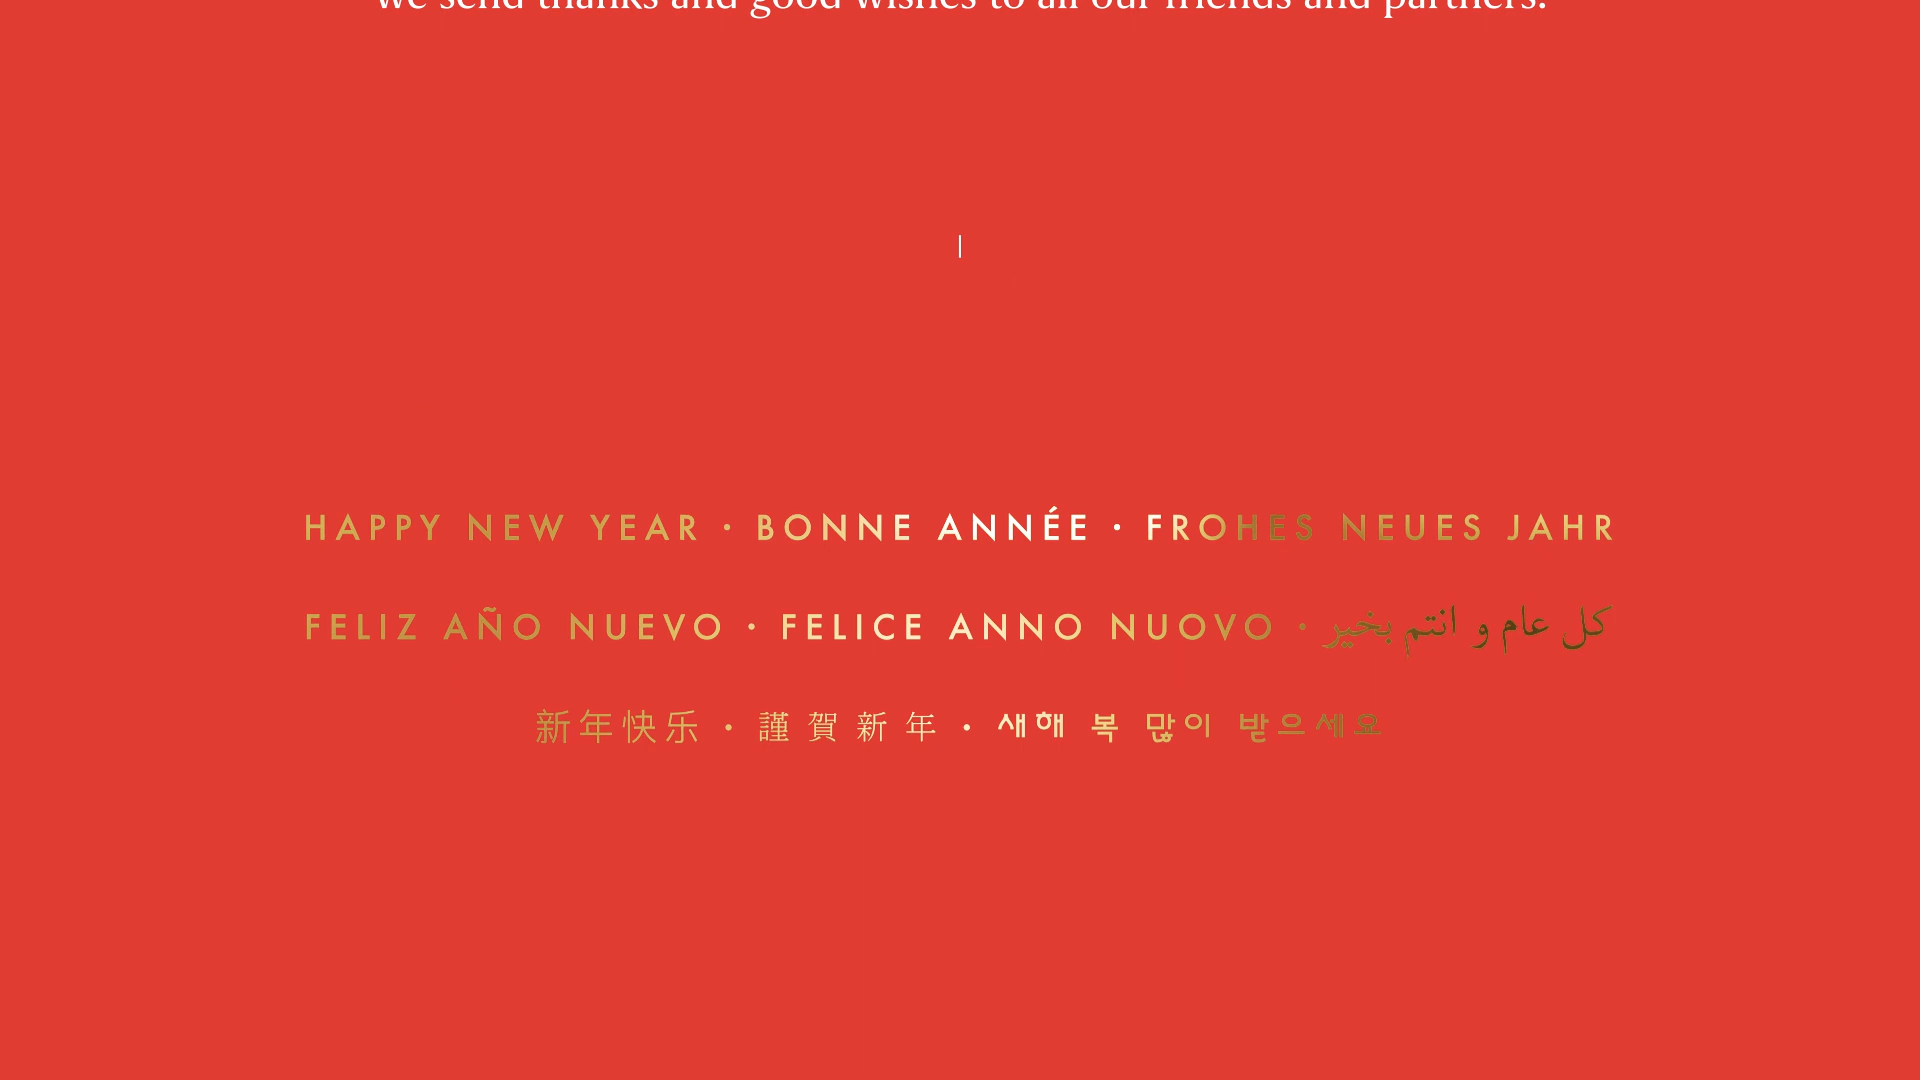 we send thanks and good wishes to all our friends and partners.
HAPPY NEW YEAR · BONNE ANNÉE · FROHES NEUES JAHR
FELIZ AÑO NUEVO · FELICE ANNO NUOVO · كل عام و انتم بخير
新年快乐 · 謹賀新年 · 새해 복 많이 받으세요